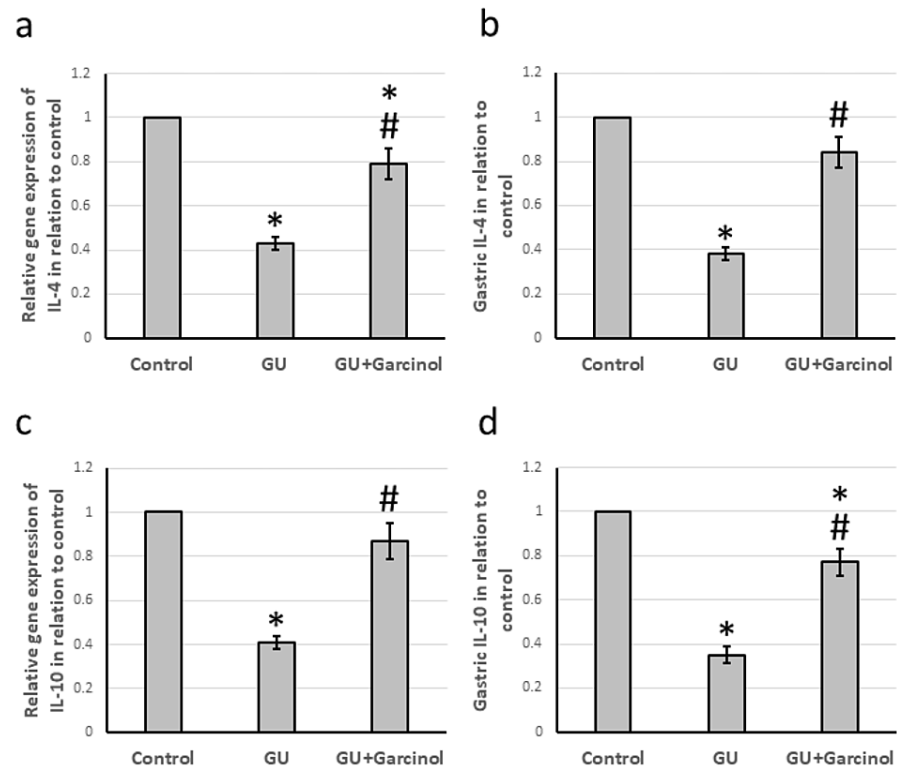 a
Relative gene expression of
IL-4 in relation to control
1.2
1
0.8
0.6
0.4
0.2
0
*
*
#
Control GU GU+Garcinol
b
Gastric IL-4 in relation to
control
1.2
1
0.8
0.6
0.4
0.2
0
*
#
Control GU GU+Garcinol
c
Relative gene expression of
IL-10 in relation to control
1.2
1
0.8
0.6
0.4
0.2
0
*
#
Control GU GU+Garcinol
d
Gastric IL-10 in relation to
control
1.2
1
0.8
0.6
0.4
0.2
0
*
*
#
Control GU GU+Garcinol